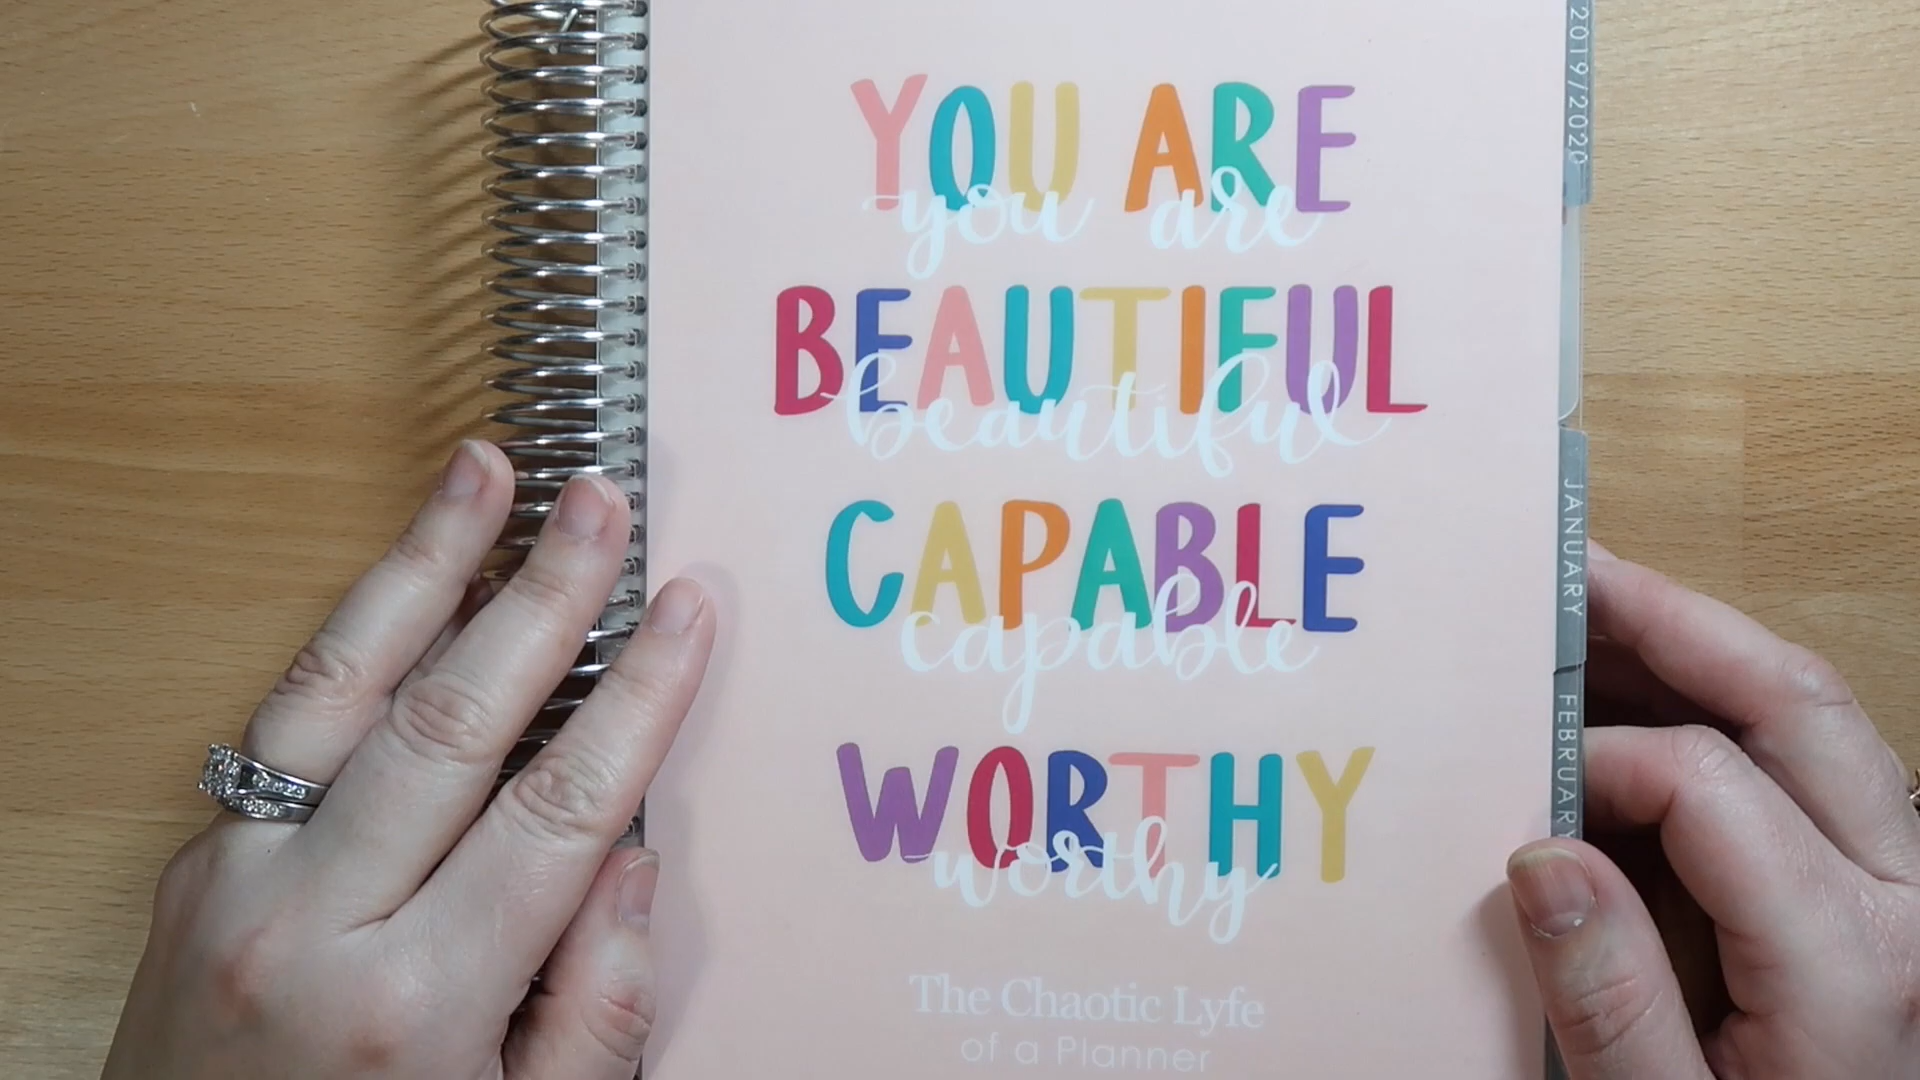 YOU ARE
you are
BEAUTIFUL
beautiful
CAPABLE
capable
WORTHY
worthy
The Chaotic Lyfe
of a Planner
2019/2020
JANUARY
FEBRUARY